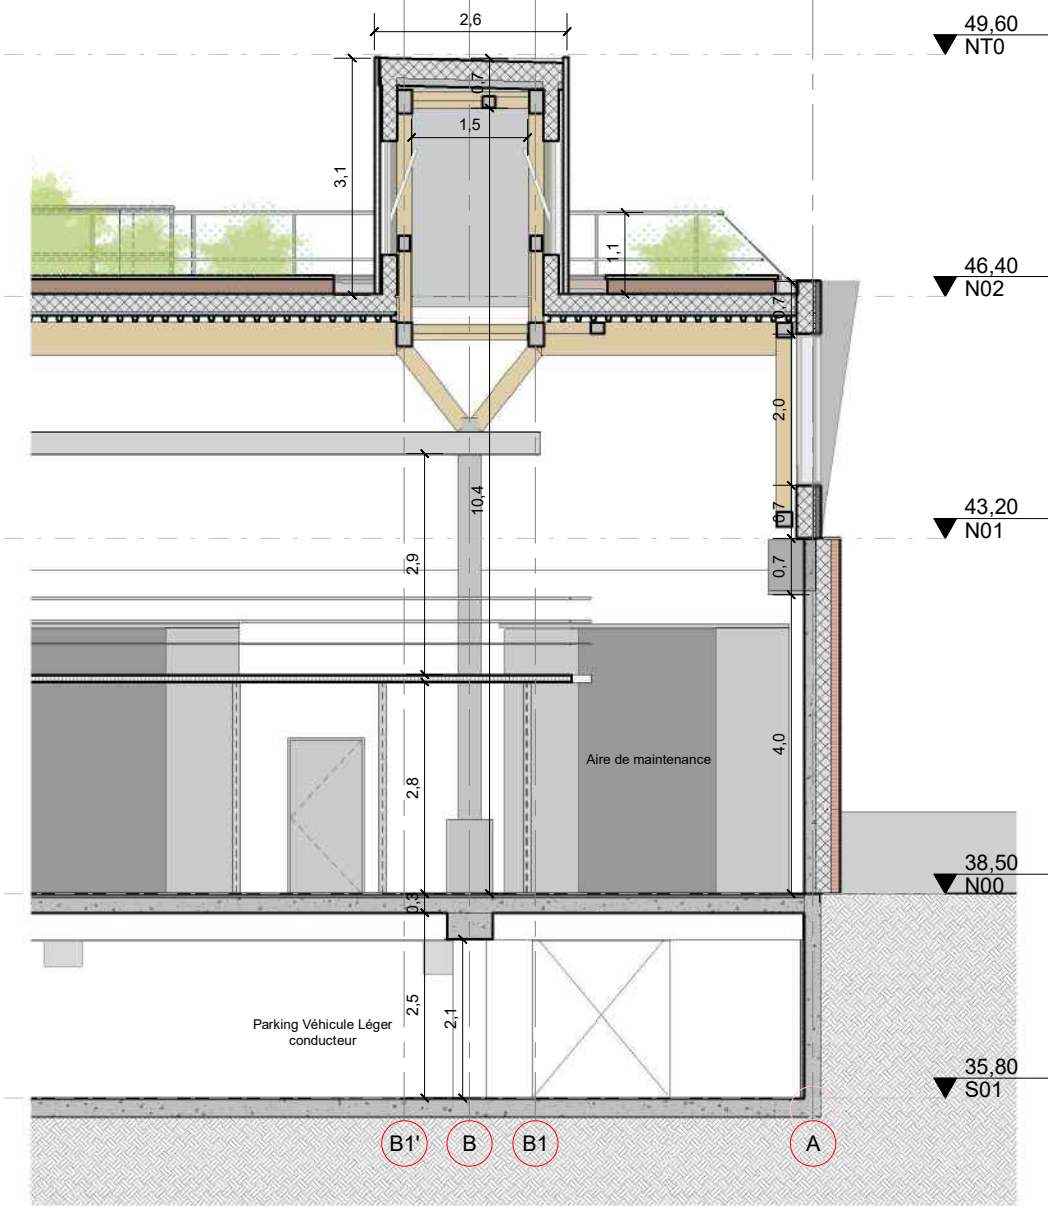 2,6
49,60
NT0
0,7
1,5
3,1
1,1
46,40
N02
0,7
2,0
10,4
0,7
43,20
N01
2,9
0,7
Aire de maintenance
4,0
2,8
38,50
N00
0,3
2,5
2,1
Parking Véhicule Léger
conducteur
35,80
S01
B1'
B
B1
A